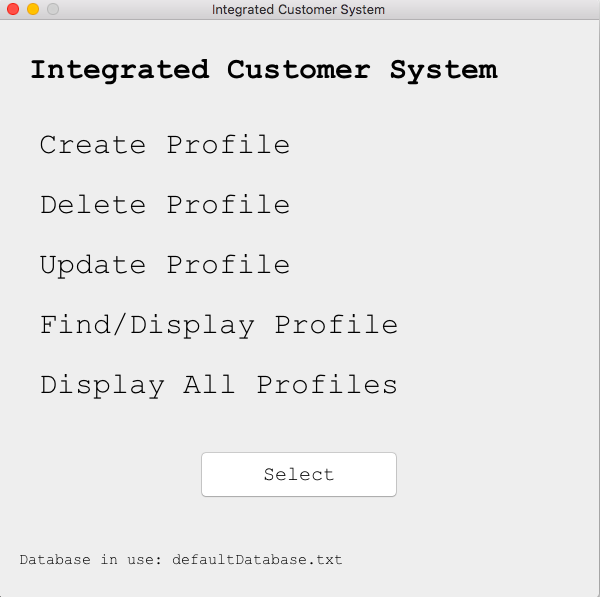 Integrated Customer System
Integrated Customer System
Create Profile
Delete Profile
Update Profile
Find/Display Profile
Display All Profiles
Select
Database in use: defaultDatabase.txt